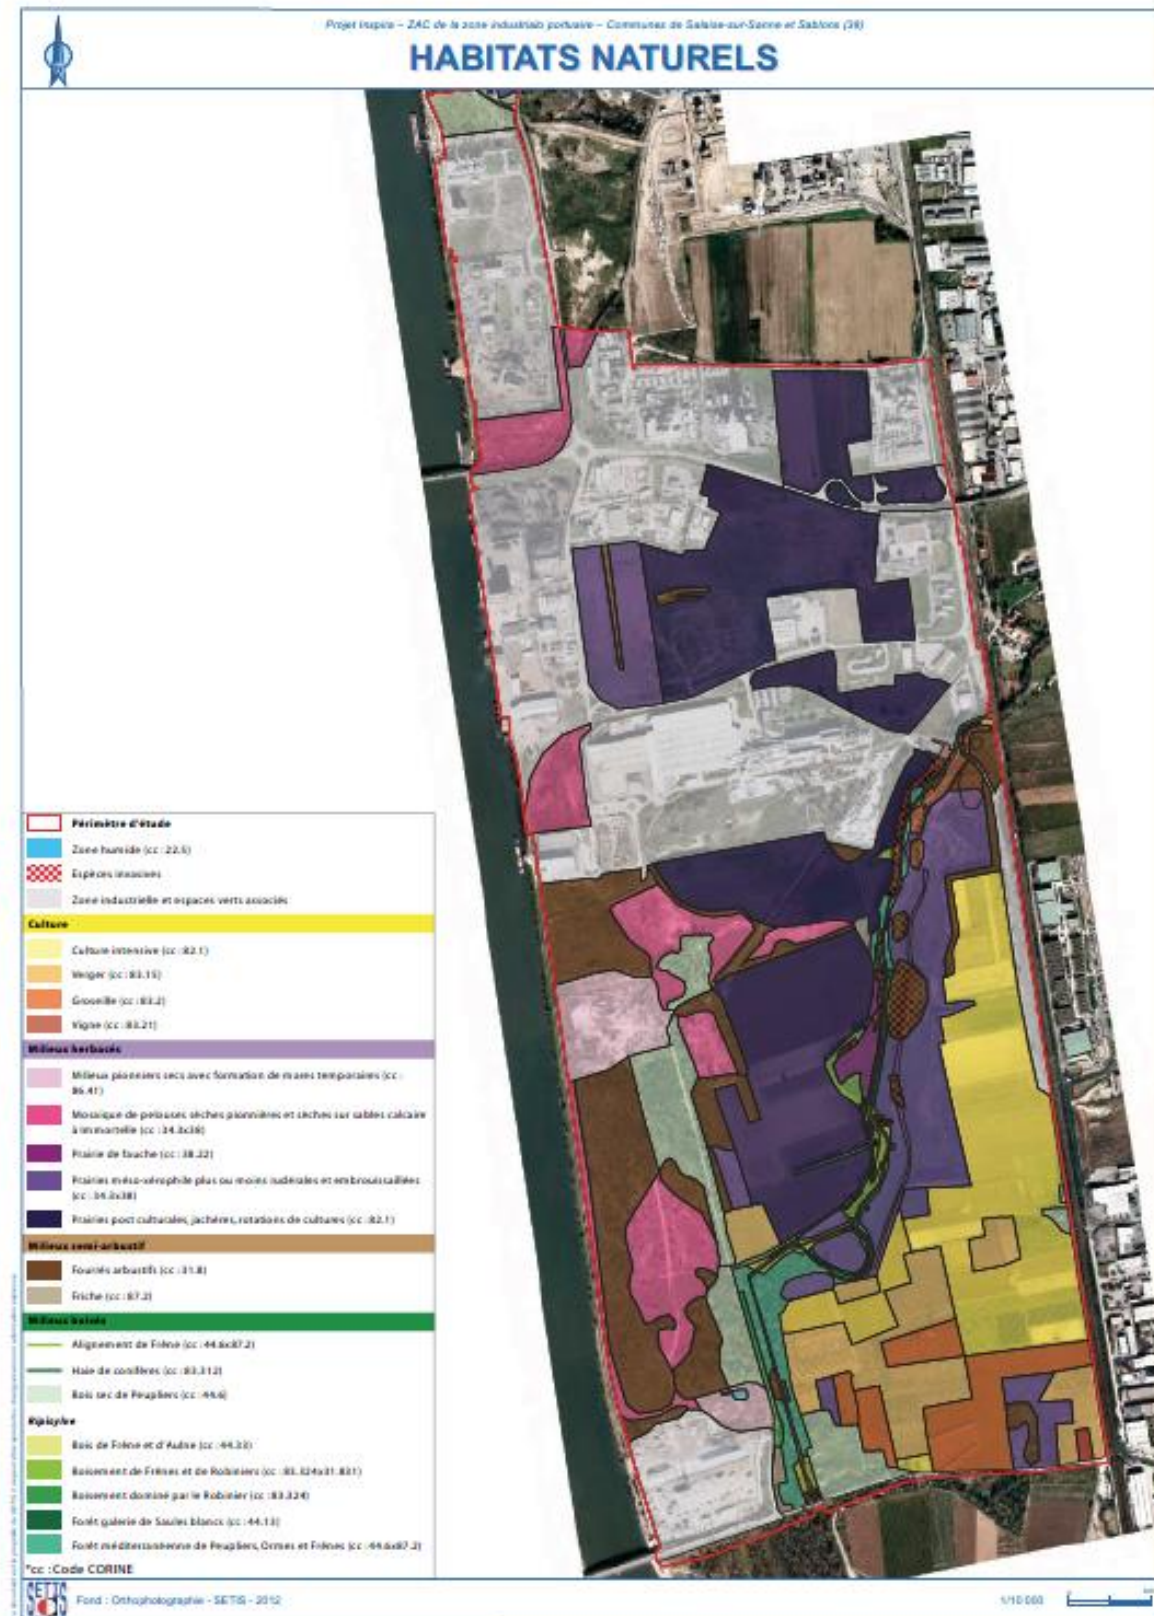 Projet Inspira – ZAC de la zone industrialo portuaire – Communes de Salaise-sur-Sanne et Sablons (38)
HABITATS NATURELS
Périmètre d'étude
Zone humide (cc : 22.5)
Espèces invasives
Zone industrielle et espaces verts associés
Culture
Culture intensive (cc : 82.1)
Verger (cc : 83.15)
Groseille (cc : 83.2)
Vigne (cc : 83.21)
Milieux herbacés
Milieux pionniers secs avec formation de mares temporaires (cc :
86.41)
Mosaïque de pelouses sèches pionnières et sèches sur sables calcaire
à Immortelle (cc : 34.3x38)
Prairie de fauche (cc : 38.22)
Prairies méso-xérophile plus ou moins rudérales et embroussaillées
(cc : 34.3x38)
Prairies post culturales, jachères, rotations de cultures (cc : 82.1)
Milieux semi-arbustif
Fourrés arbustifs (cc : 31.8)
Friche (cc : 87.2)
Milieux boisés
Alignement de Frêne (cc : 44.6x87.2)
Haie de conifères (cc : 83.312)
Bois sec de Peupliers (cc : 44.6)
Ripisylve
Bois de Frêne et d'Aulne (cc : 44.33)
Boisement de Frênes et de Robiniers (cc : 83.324x31.831)
Boisement dominé par le Robinier (cc : 83.324)
Forêt galerie de Saules blancs (cc : 44.13)
Forêt méditerranéenne de Peupliers, Ormes et Frênes (cc : 44.6x87.2)
*cc : Code CORINE
SETIS
Fond : Orthophotographie - SETIS - 2012
1/10 000